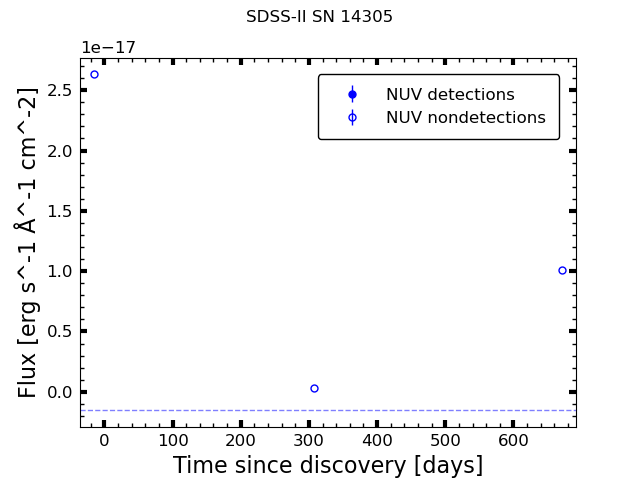 SDSS-II SN 14305
1e−17
NUV detections
NUV nondetections
2.5
2.0
1.5
1.0
0.5
0.0
Flux [erg s^-1 Å^-1 cm^-2]
0 100 200 300 400 500 600
Time since discovery [days]